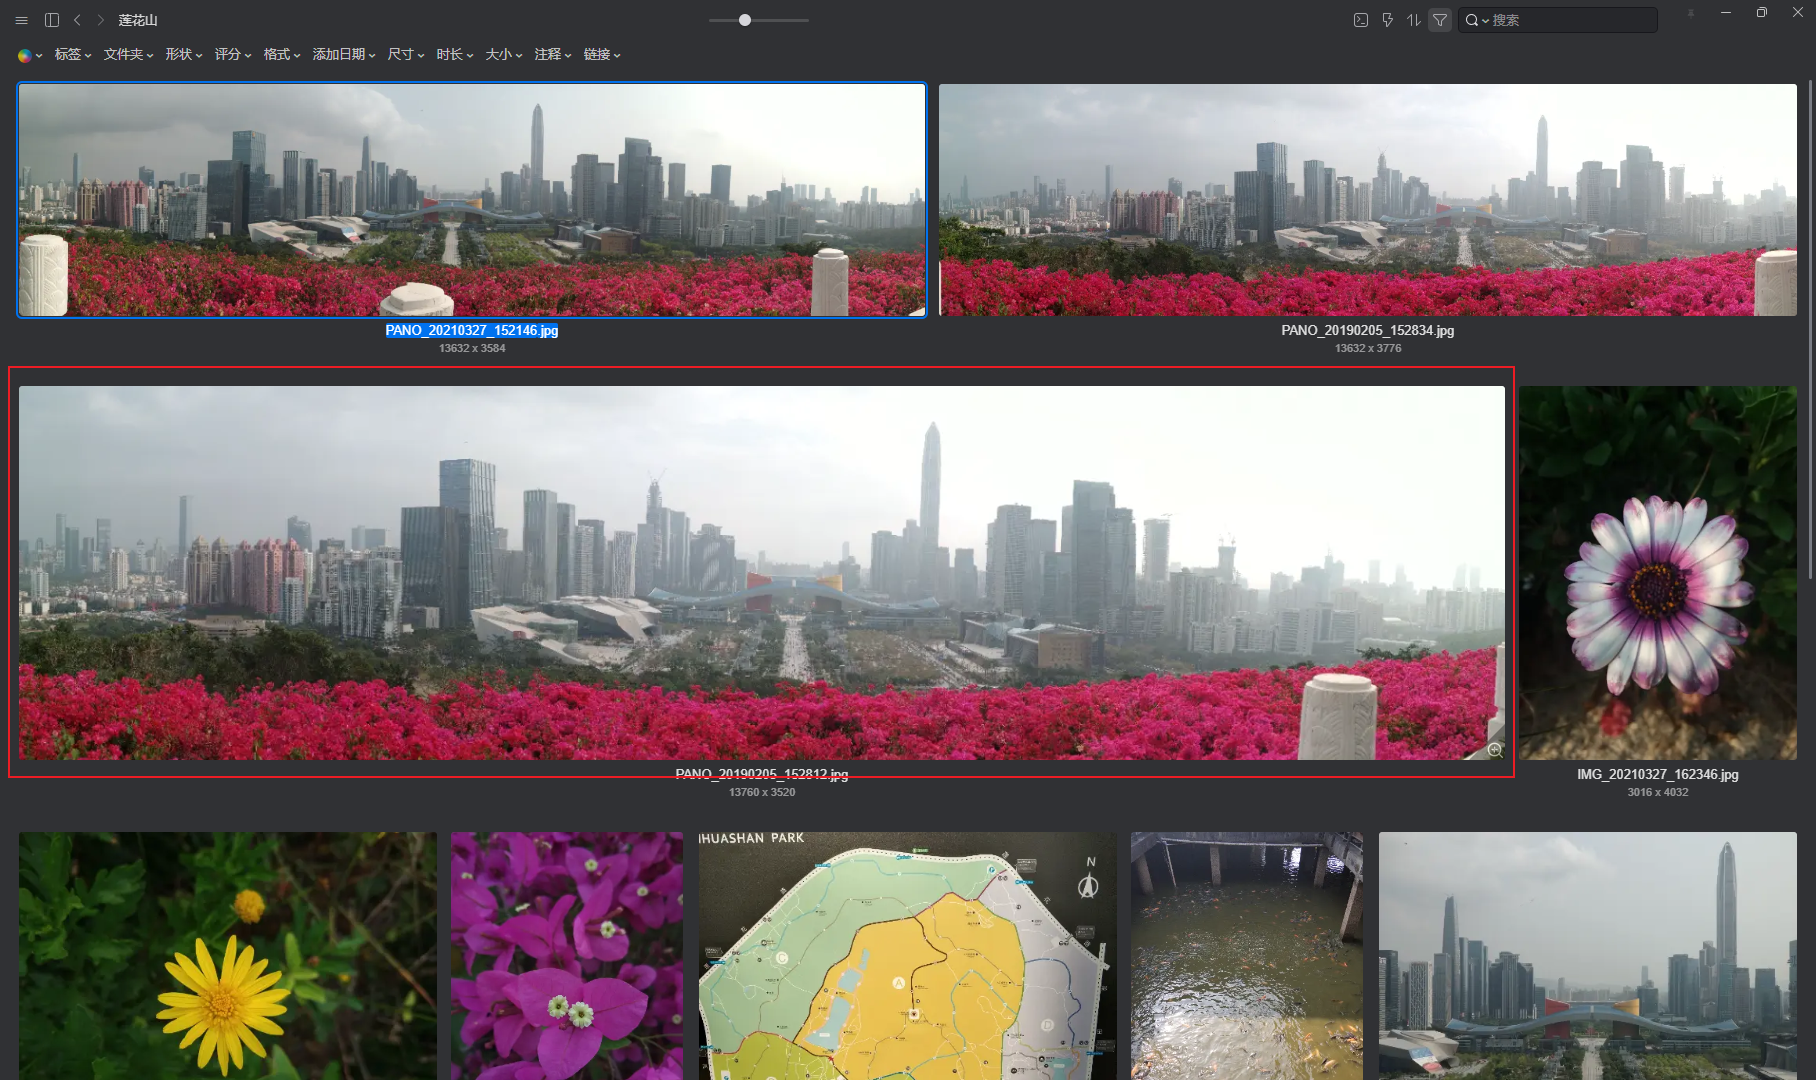 莲花山
搜索
标签 文件夹 形状 评分 格式 添加日期 尺寸 时长 大小 注释 链接
PANO_20210327_152146.jpg
13632 x 3584
PANO_20190205_152834.jpg
13632 x 3776
PANO_20190205_152812.jpg
13760 x 3520
IMG_20210327_162346.jpg
3016 x 4032
HUASHAN PARK
N
C
A
D